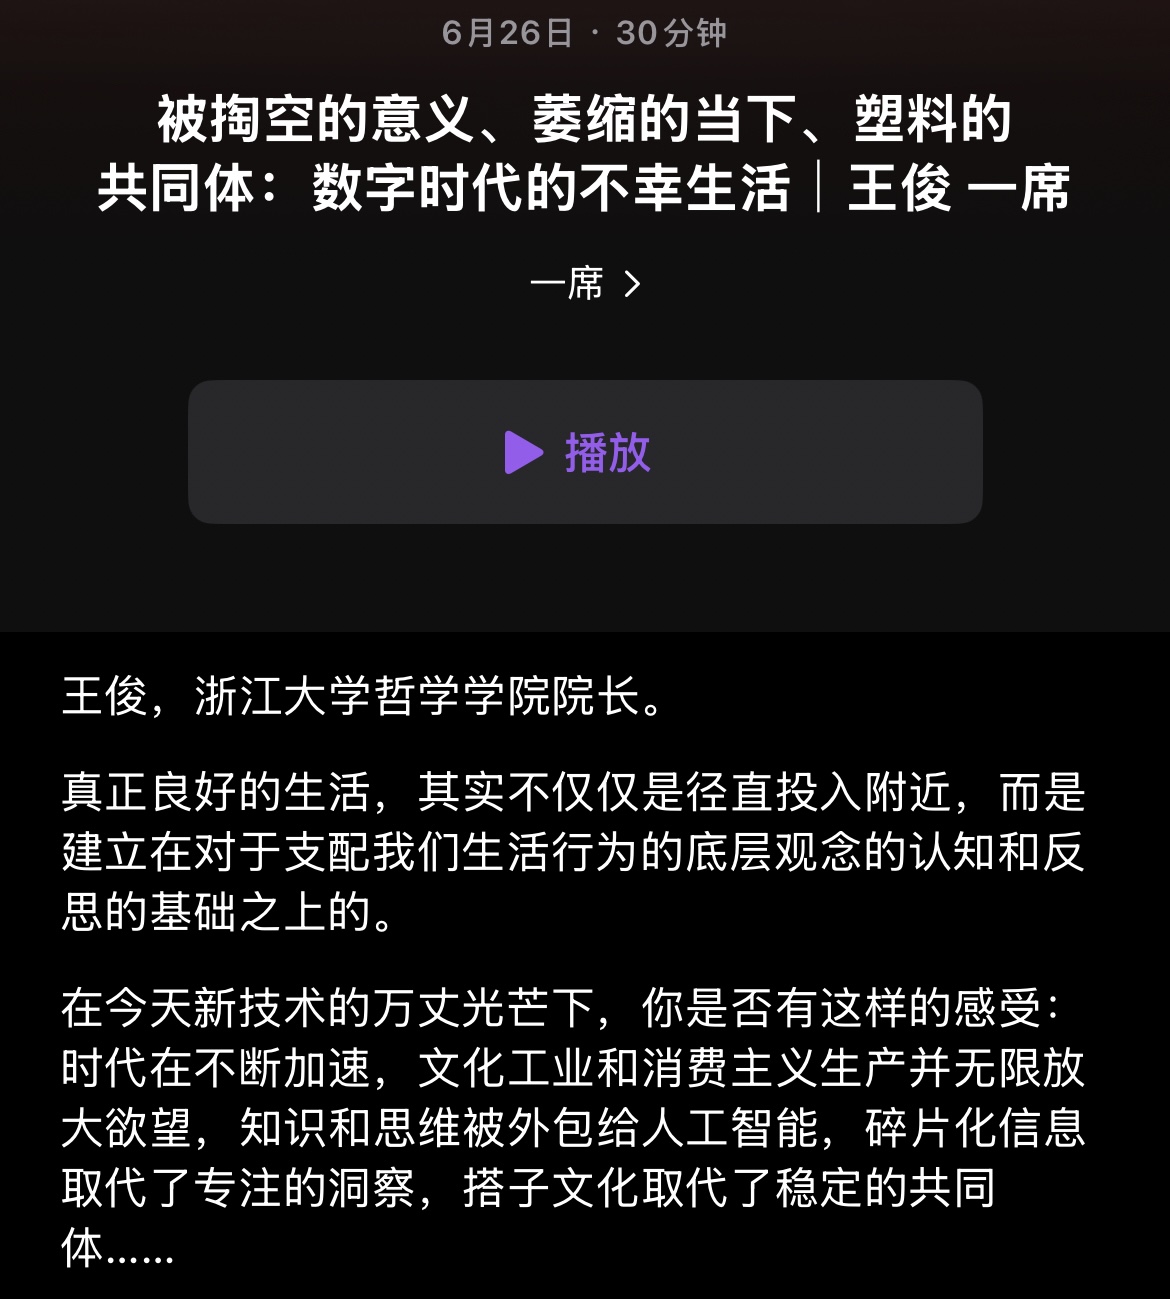 6月26日 · 30分钟
被掏空的意义、萎缩的当下、塑料的
共同体：数字时代的不幸生活｜王俊 一席
一席
播放
王俊，浙江大学哲学学院院长。
真正良好的生活，其实不仅仅是径直投入附近，而是
建立在对于支配我们生活行为的底层观念的认知和反
思的基础之上的。
在今天新技术的万丈光芒下，你是否有这样的感受：
时代在不断加速，文化工业和消费主义生产并无限放
大欲望，知识和思维被外包给人工智能，碎片化信息
取代了专注的洞察，搭子文化取代了稳定的共同
体……